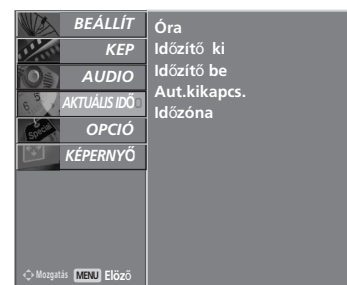 BEÁLLÍT
KEP
AUDIO
AKTUÁLIS IDŐ
OPCIÓ
KÉPERNYŐ
Óra
Időzítő ki
Időzítő be
Aut.kikapcs.
Időzóna
Mozgatás MENU Előző